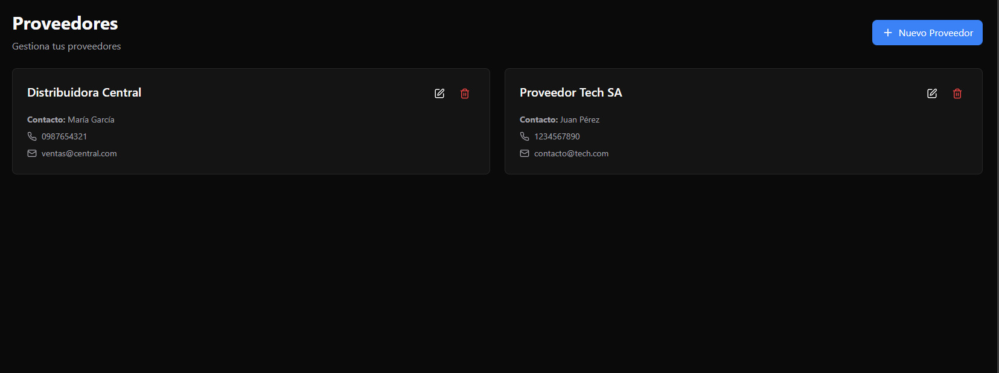 Proveedores
Gestiona tus proveedores
Nuevo Proveedor
Distribuidora Central
Contacto: María García
0987654321
ventas@central.com
Proveedor Tech SA
Contacto: Juan Pérez
1234567890
contacto@tech.com